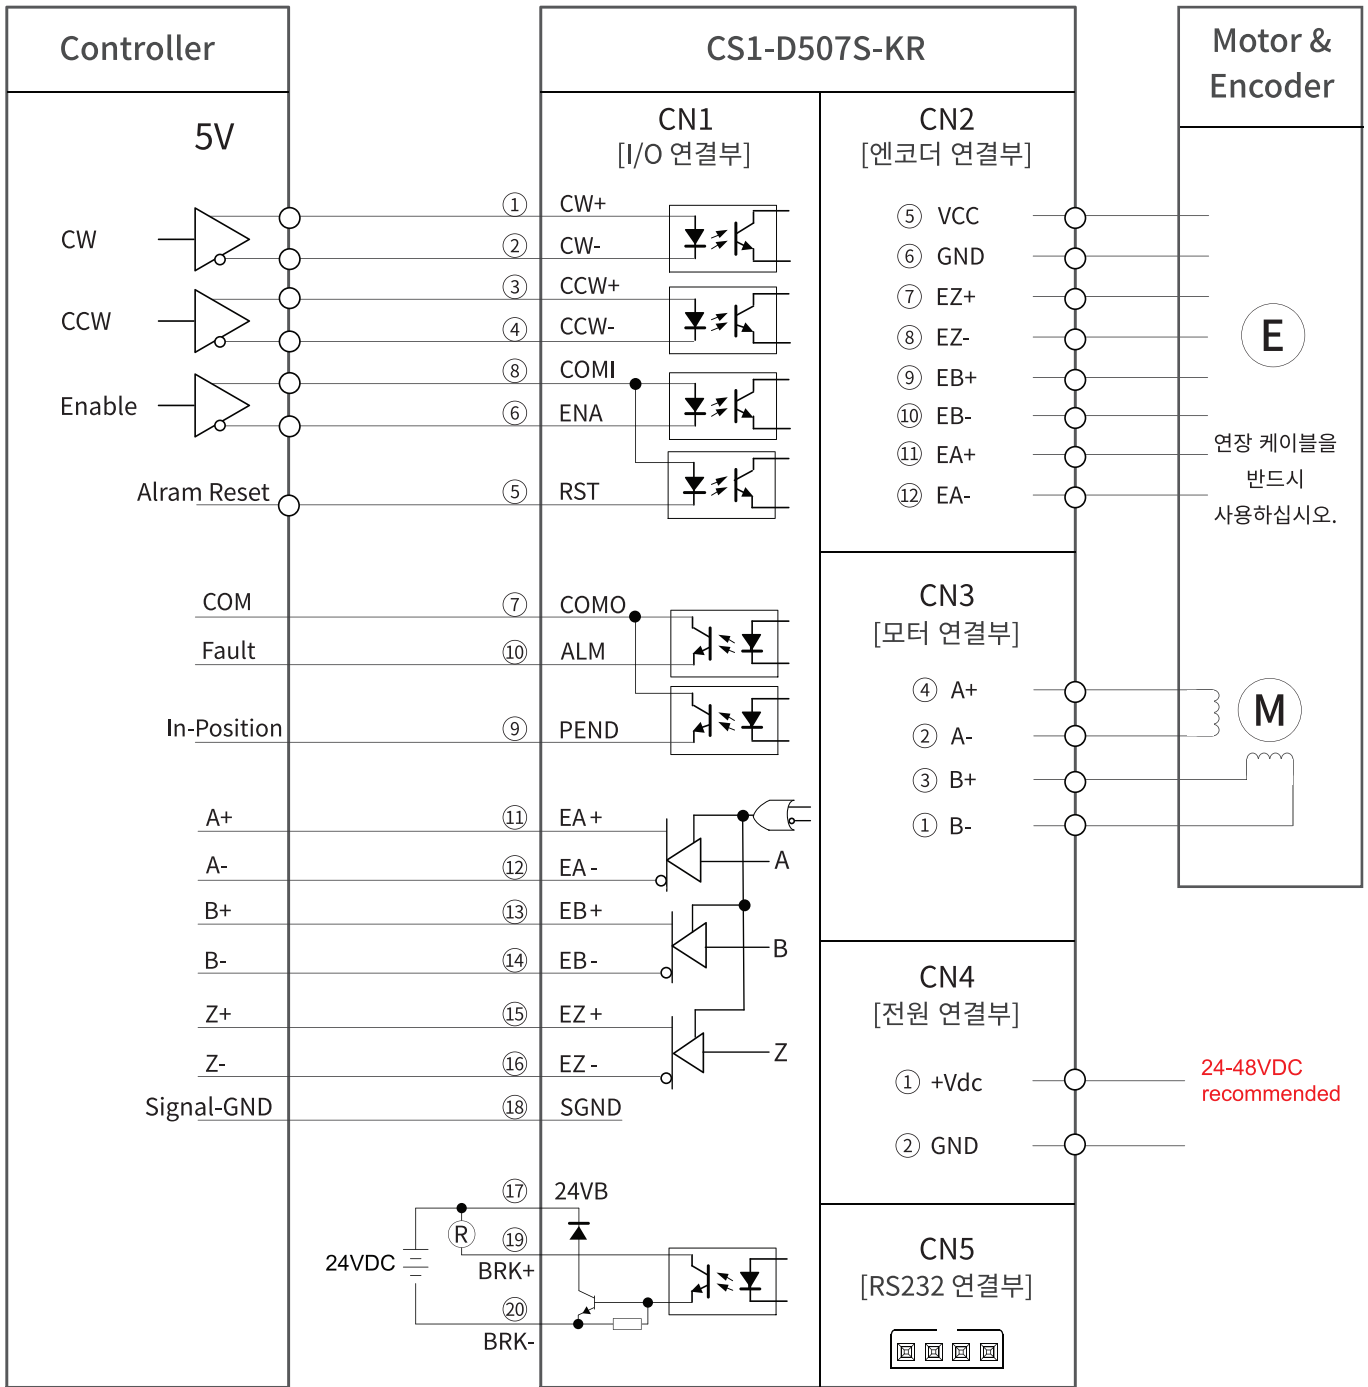 Controller
CS1-D507S-KR
Motor &
Encoder
5V
CW
CCW
Enable
Alram Reset
COM
Fault
In-Position
A+
A-
B+
B-
Z+
Z-
Signal-GND
24VDC
R
CN1
[I/O 연결부]
① CW+
② CW-
③ CCW+
④ CCW-
⑧ COMI
⑥ ENA
⑤ RST
⑦ COMO
⑩ ALM
⑨ PEND
⑪ EA+
⑫ EA-
⑬ EB+
⑭ EB-
⑮ EZ+
⑯ EZ-
⑱ SGND
⑰ 24VB
⑲
BRK+
⑳
BRK-
A
B
Z
CN2
[엔코더 연결부]
⑤ VCC
⑥ GND
⑦ EZ+
⑧ EZ-
⑨ EB+
⑩ EB-
⑪ EA+
⑫ EA-
CN3
[모터 연결부]
④ A+
② A-
③ B+
① B-
CN4
[전원 연결부]
① +Vdc
② GND
CN5
[RS232 연결부]
E
연장 케이블을
반드시
사용하십시오.
M
24-48VDC
recommended